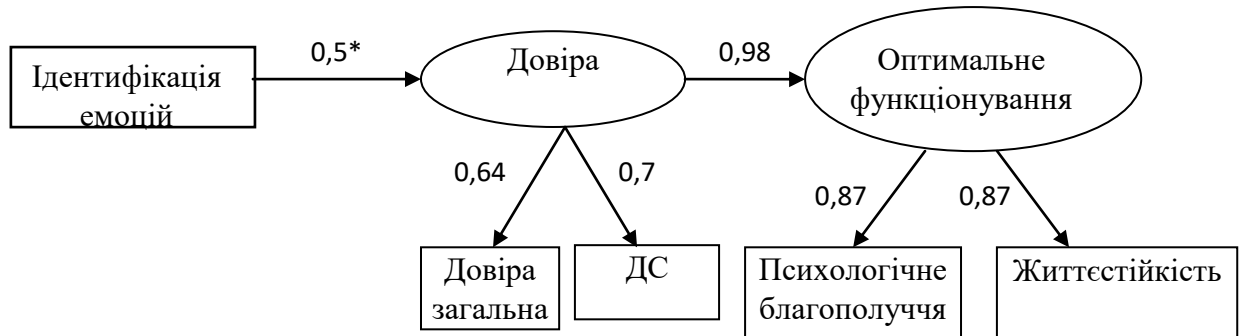 Ідентифікація
емоцій
0,5*
Довіра
0,98
Оптимальне
функціонування
0,64
0,7
0,87
0,87
Довіра
загальна
ДС
Психологічне
благополуччя
Життєстійкість